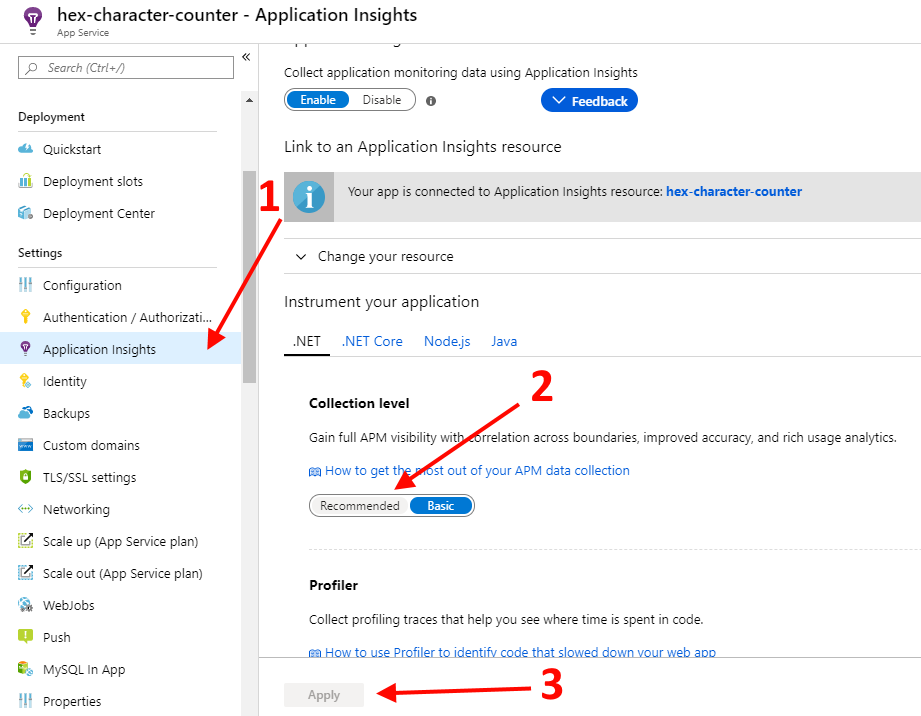 hex-character-counter - Application Insights
App Service
Search (Ctrl+/)
«
Deployment
Quickstart
Deployment slots
Deployment Center
Settings
Configuration
Authentication / Authorizati...
Application Insights
Identity
Backups
Custom domains
TLS/SSL settings
Networking
Scale up (App Service plan)
Scale out (App Service plan)
WebJobs
Push
MySQL In App
Properties
1
Collect application monitoring data using Application Insights
Enable Disable
Feedback
Link to an Application Insights resource
Your app is connected to Application Insights resource: hex-character-counter
Change your resource
Instrument your application
.NET .NET Core Node.js Java
2
Collection level
Gain full APM visibility with correlation across boundaries, improved accuracy, and rich usage analytics.
How to get the most out of your APM data collection
Recommended Basic
Profiler
Collect profiling traces that help you see where time is spent in code.
How to use Profiler to identify code that slowed down your web app
Apply
3